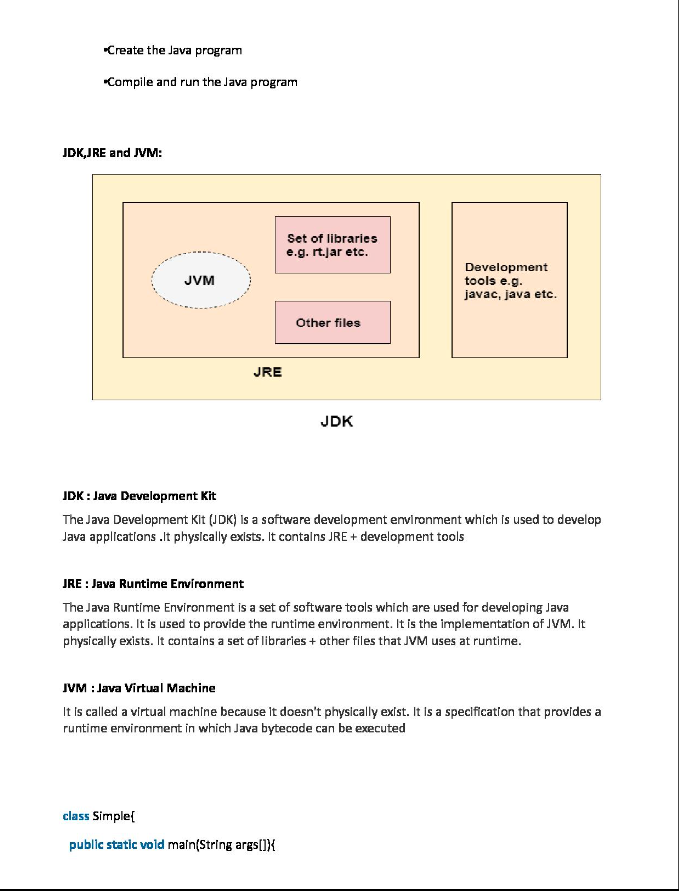 •Create the Java program
•Compile and run the Java program
JDK,JRE and JVM:
Set of libraries
e.g. rt.jar etc.
JVM
Other files
Development
tools e.g.
javac, java etc.
JRE
JDK
JDK : Java Development Kit
The Java Development Kit (JDK) is a software development environment which is used to develop
Java applications .It physically exists. It contains JRE + development tools
JRE : Java Runtime Environment
The Java Runtime Environment is a set of software tools which are used for developing Java
applications. It is used to provide the runtime environment. It is the implementation of JVM. It
physically exists. It contains a set of libraries + other files that JVM uses at runtime.
JVM : Java Virtual Machine
It is called a virtual machine because it doesn't physically exist. It is a specification that provides a
runtime environment in which Java bytecode can be executed
class Simple{
public static void main(String args[]){